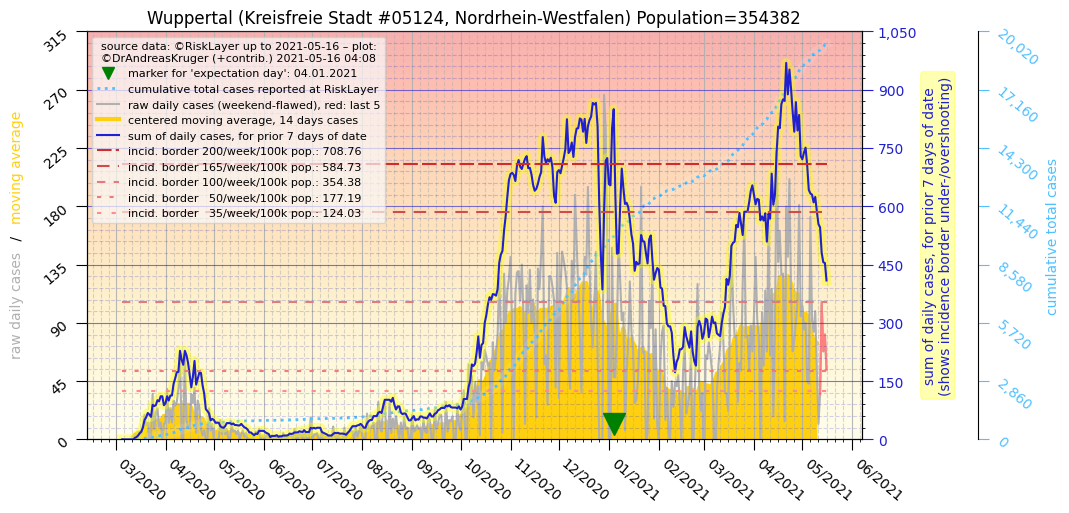 Wuppertal (Kreisfreie Stadt #05124, Nordrhein-Westfalen) Population=354382
source data: ©RiskLayer up to 2021-05-16 – plot:
©DrAndreasKruger (+contrib.) 2021-05-16 04:08
marker for 'expectation day': 04.01.2021
cumulative total cases reported at RiskLayer
raw daily cases (weekend-flawed), red: last 5
centered moving average, 14 days cases
sum of daily cases, for prior 7 days of date
incid. border 200/week/100k pop.: 708.76
incid. border 165/week/100k pop.: 584.73
incid. border 100/week/100k pop.: 354.38
incid. border 50/week/100k pop.: 177.19
incid. border 35/week/100k pop.: 124.03
raw daily cases / moving average
315
270
225
180
135
90
45
0
03/2020
04/2020
05/2020
06/2020
07/2020
08/2020
09/2020
10/2020
11/2020
12/2020
01/2021
02/2021
03/2021
04/2021
05/2021
06/2021
1,050
900
750
600
450
300
150
0
sum of daily cases, for prior 7 days of date
(shows incidence border under-/overshooting)
20,020
17,160
14,300
11,440
8,580
5,720
2,860
0
cumulative total cases